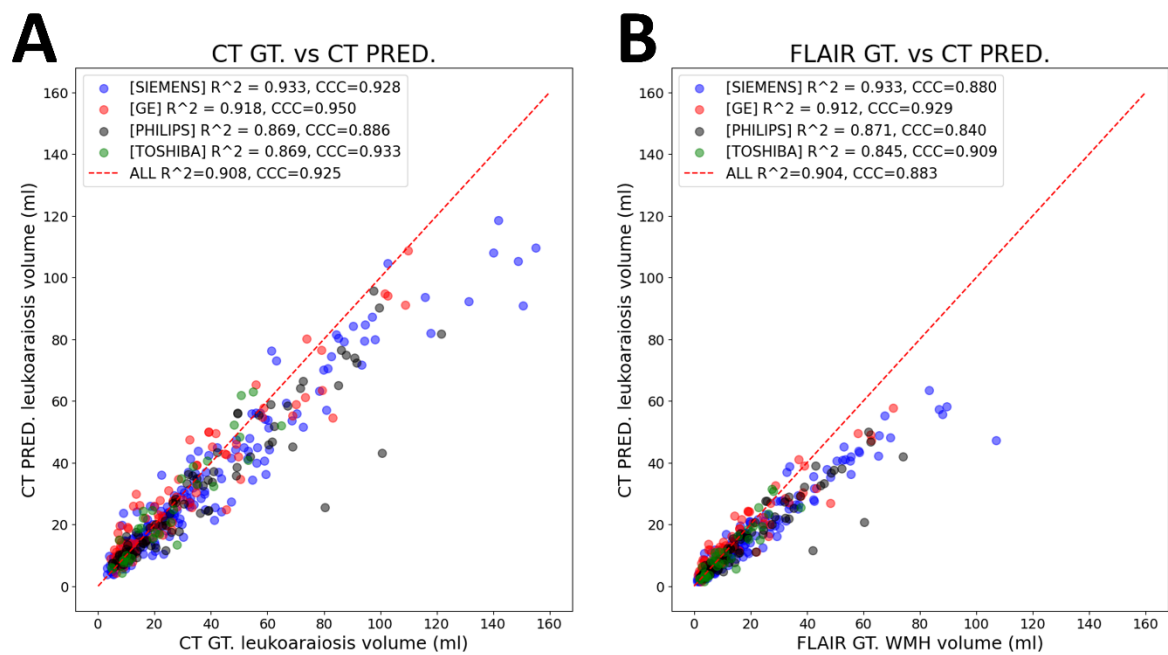 A
CT GT. vs CT PRED.
[SIEMENS] R^2 = 0.933, CCC=0.928
[GE] R^2 = 0.918, CCC=0.950
[PHILIPS] R^2 = 0.869, CCC=0.886
[TOSHIBA] R^2 = 0.869, CCC=0.933
ALL R^2=0.908, CCC=0.925
CT PRED. leukoaraiosis volume (ml)
160
140
120
100
80
60
40
20
0
0 20 40 60 80 100 120 140 160
CT GT. leukoaraiosis volume (ml)
B
FLAIR GT. vs CT PRED.
[SIEMENS] R^2 = 0.933, CCC=0.880
[GE] R^2 = 0.912, CCC=0.929
[PHILIPS] R^2 = 0.871, CCC=0.840
[TOSHIBA] R^2 = 0.845, CCC=0.909
ALL R^2=0.904, CCC=0.883
CT PRED. leukoaraiosis volume (ml)
160
140
120
100
80
60
40
20
0
0 20 40 60 80 100 120 140 160
FLAIR GT. WMH volume (ml)